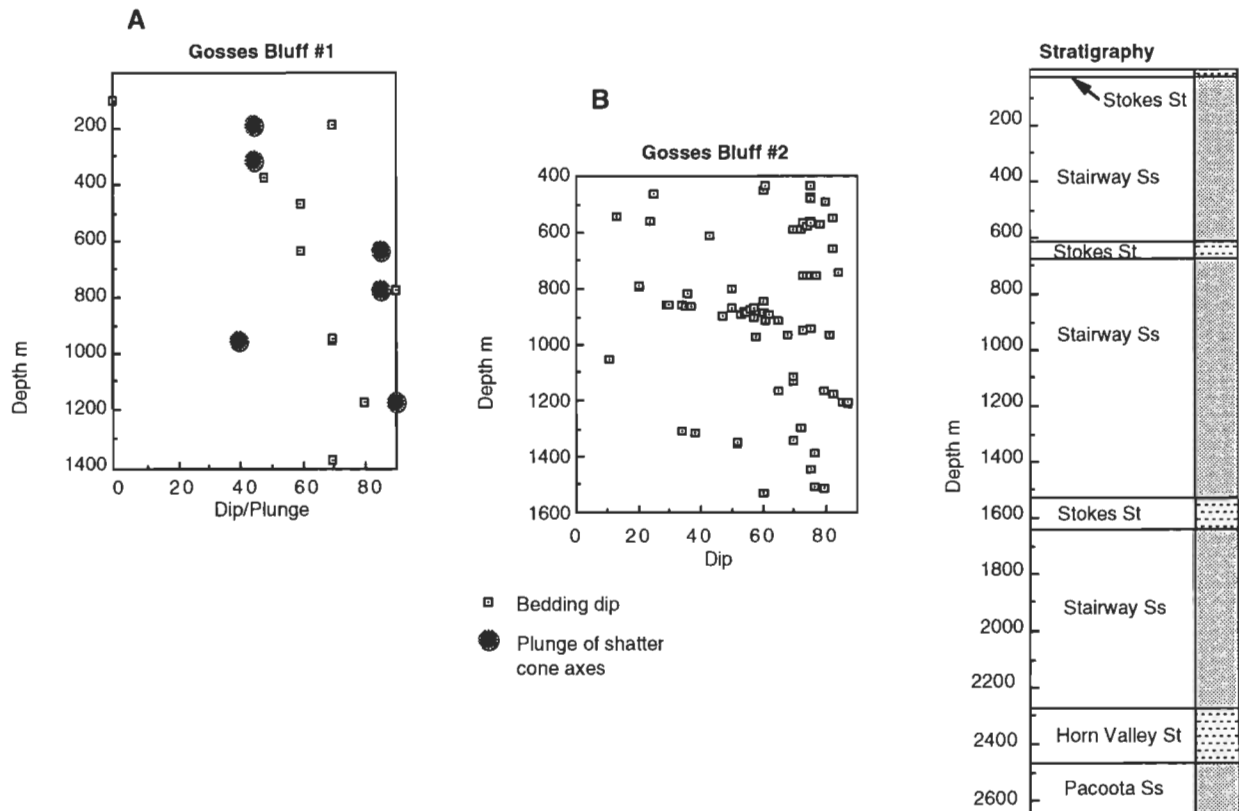 A
Gosses Bluff #1
200
400
600
800
1000
1200
1400
Depth m
0 20 40 60 80
Dip/Plunge
B
Gosses Bluff #2
400
600
800
1000
1200
1400
1600
Depth m
0 20 40 60 80
Dip
Bedding dip
Plunge of shatter
cone axes
Stratigraphy
Stokes St
200
Stairway Ss
400
600
Stokes St
800
Stairway Ss
1000
1200
1400
Depth m
1600
Stokes St
1800
Stairway Ss
2000
2200
2400
Horn Valley St
Pacoota Ss
2600